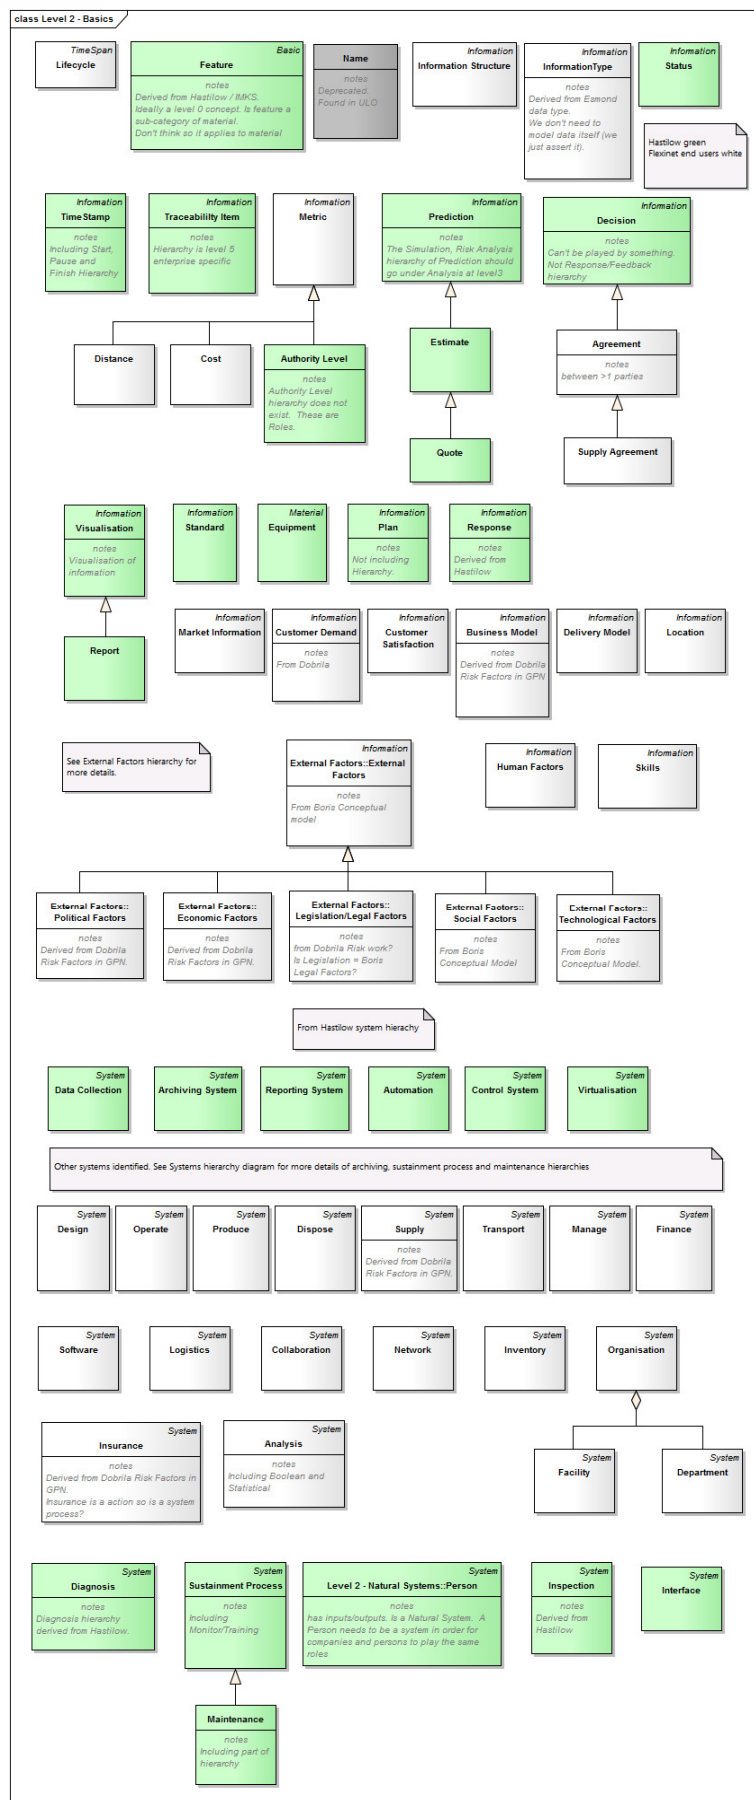 class Level 2 - Basics
TimeSpan
Lifecycle
Basic
Feature
notes
Derived from Hastilow / IMKS.
Ideally a level 0 concept. Is feature a
sub-category of material.
Don't think so it applies to material
Name
notes
Deprecated.
Found in ULO
Information
Information Structure
Information
InformationType
notes
Derived from Esmond
data type.
We don't need to
model data itself (we
just assert it).
Information
Status
Hastilow green
Flexinet end users white
Information
TimeStamp
notes
Including Start,
Pause and
Finish Hierarchy
Information
Traceability Item
notes
Hierarchy is level 5
enterprise specific
Information
Metric
Information
Prediction
notes
The Simulation, Risk Analysis
hierarchy of Prediction should
go under Analysis at level3
Information
Decision
notes
Can't be played by something.
Not Response/Feedback
hierarchy
Distance
Cost
Authority Level
notes
Authority Level
hierarchy does not
exist.  These are
Roles.
Estimate
Agreement
notes
between >1 parties
Quote
Supply Agreement
Information
Visualisation
notes
Visualisation of
information
Information
Standard
Material
Equipment
Information
Plan
notes
Not including
Hierarchy.
Information
Response
notes
Derived from
Hastilow
Report
Information
Market Information
Information
Customer Demand
notes
From Dobrila
Information
Customer
Satisfaction
Information
Business Model
notes
Derived from Dobrila
Risk Factors in GPN
Information
Delivery Model
Information
Location
See External Factors hierarchy for
more details.
Information
External Factors::External
Factors
notes
From Boris Conceptual
model
Information
Human Factors
Information
Skills
External Factors::
Political Factors
notes
Derived from Dobrila
Risk Factors in GPN.
External Factors::
Economic Factors
notes
Derived from Dobrila
Risk Factors in GPN.
External Factors::
Legislation/Legal Factors
notes
from Dobrila Risk work?
Is Legislation = Boris
Legal Factors?
External Factors::
Social Factors
notes
From Boris
Conceptual Model
External Factors::
Technological Factors
notes
From Boris
Conceptual Model.
From Hastilow system hierachy
System
Data Collection
System
Archiving System
System
Reporting System
System
Automation
System
Control System
System
Virtualisation
Other systems identified. See Systems hierarchy diagram for more details of archiving, sustainment process and maintenance hierarchies
System
Design
System
Operate
System
Produce
System
Dispose
System
Supply
notes
Derived from Dobrila
Risk Factors in GPN.
System
Transport
System
Manage
System
Finance
System
Software
System
Logistics
System
Collaboration
System
Network
System
Inventory
System
Organisation
System
Insurance
notes
Derived from Dobrila Risk Factors in
GPN.
Insurance is a action so is a system
process?
System
Analysis
notes
Including Boolean and
Statistical
System
Facility
System
Department
System
Diagnosis
notes
Diagnosis hierarchy
derived from Hastilow.
System
Sustainment Process
notes
Including
Monitor/Training
System
Level 2 - Natural Systems::Person
notes
has inputs/outputs. Is a Natural System.  A
Person needs to be a system in order for
companies and persons to play the same
roles
System
Inspection
notes
Derived from
Hastilow
System
Interface
Maintenance
notes
Including part of
hierarchy